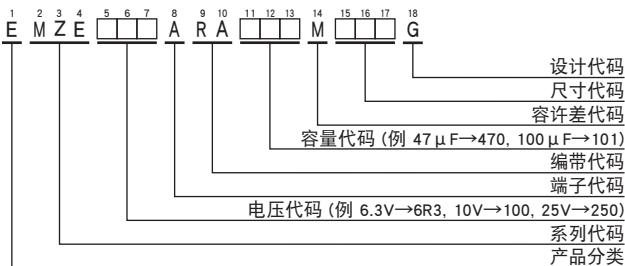 1 2 3 4 5 6 7 8 9 10 11 12 13 14 15 16 17 18
E M Z E □□□ A R A □□□ M □□□ G
设计代码
尺寸代码
容许差代码
容量代码 (例 47μF→470, 100μF→101)
编带代码
端子代码
电压代码 (例 6.3V→6R3, 10V→100, 25V→250)
系列代码
产品分类